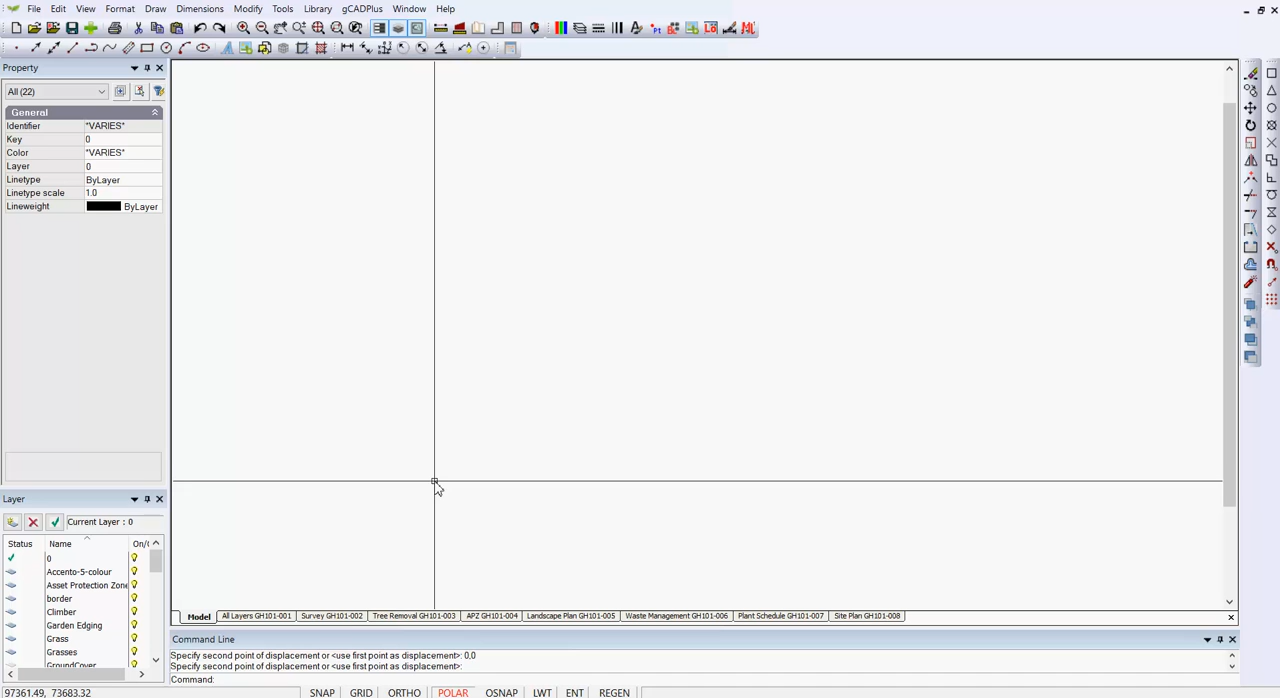 File Edit View Format Draw Dimensions Modify Tools Library gCADPlus Window Help
Property
All (22)
General
Identifier *VARIES*
Key 0
Color *VARIES*
Layer 0
Linetype ByLayer
Linetype scale 1.0
Lineweight ByLayer
Layer
Current Layer : 0
Status Name On/(
0
Accento-5-colour
Asset Protection Zone
border
Climber
Garden Edging
Grass
Grasses
GroundCover
Model All Layers GH101-001 Survey GH101-002 Tree Removal GH101-003 APZ GH101-004 Landscape Plan GH101-005 Waste Management GH101-006 Plant Schedule GH101-007 Site Plan GH101-008
Command Line
Specify second point of displacement or <use first point as displacement>: 0,0
Specify second point of displacement or <use first point as displacement>:
Command:
97361.49, 73683.32 SNAP GRID ORTHO POLAR OSNAP LWT ENT REGEN